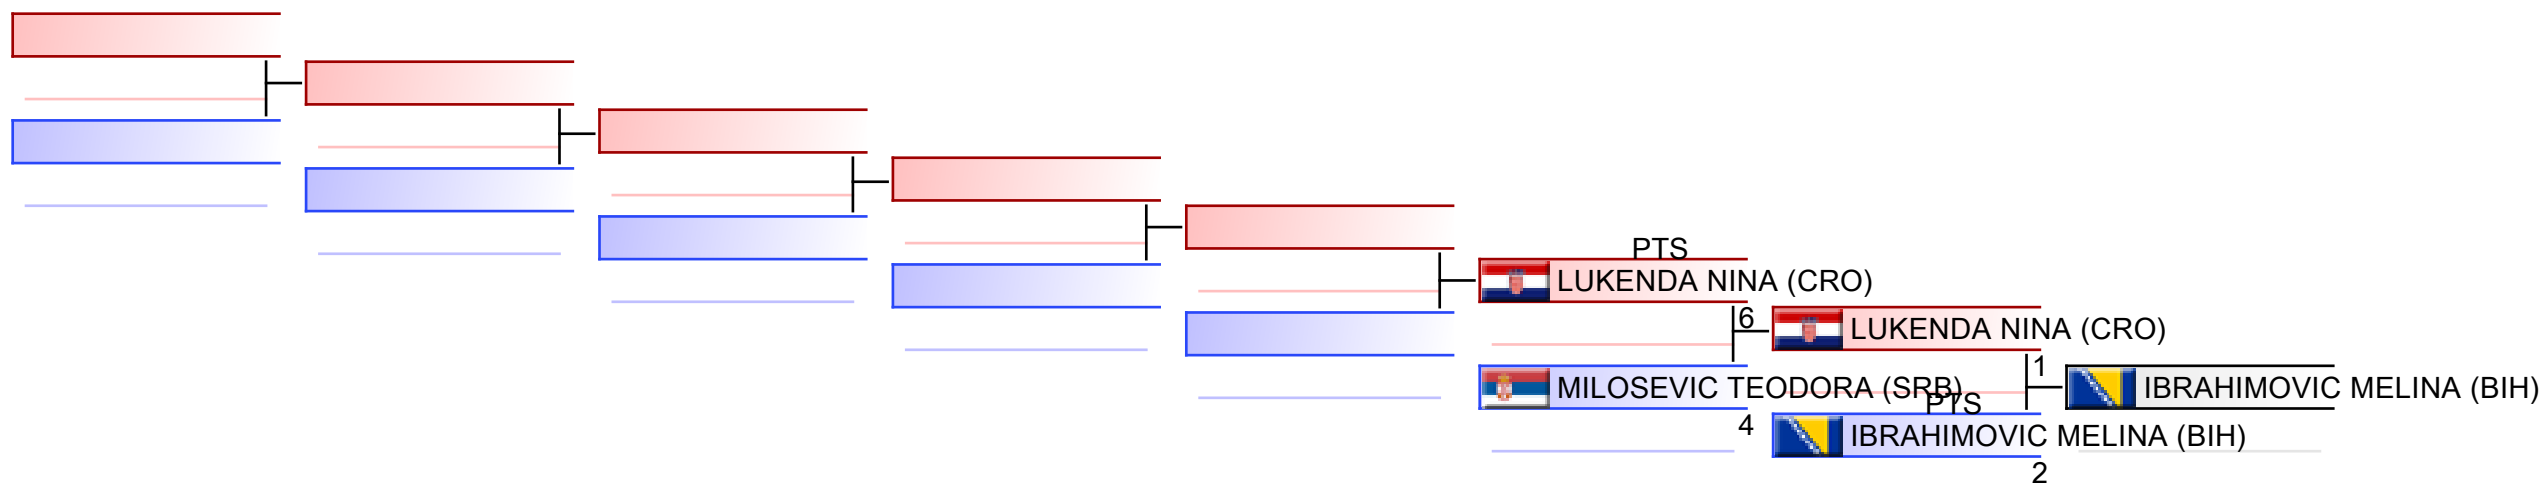 PTS
LUKENDA NINA (CRO)
6
LUKENDA NINA (CRO)
MILOSEVIC TEODORA (SRB)
1
IBRAHIMOVIC MELINA (BIH)
PTS
4
IBRAHIMOVIC MELINA (BIH)
2